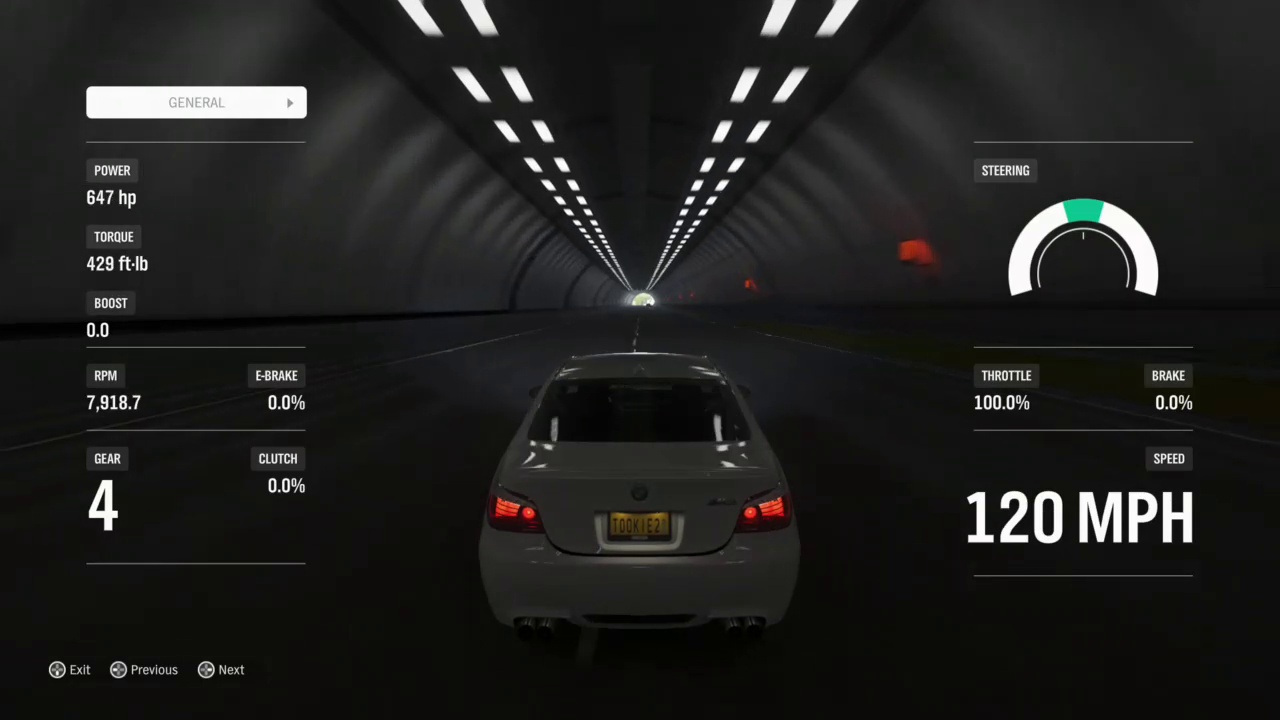 GENERAL
POWER
647 hp
TORQUE
429 ft·lb
BOOST
0.0
RPM
E-BRAKE
7,918.7
0.0%
GEAR
CLUTCH
4
0.0%
STEERING
THROTTLE
BRAKE
100.0%
0.0%
SPEED
120 MPH
TOOKIE2
Exit
Previous
Next